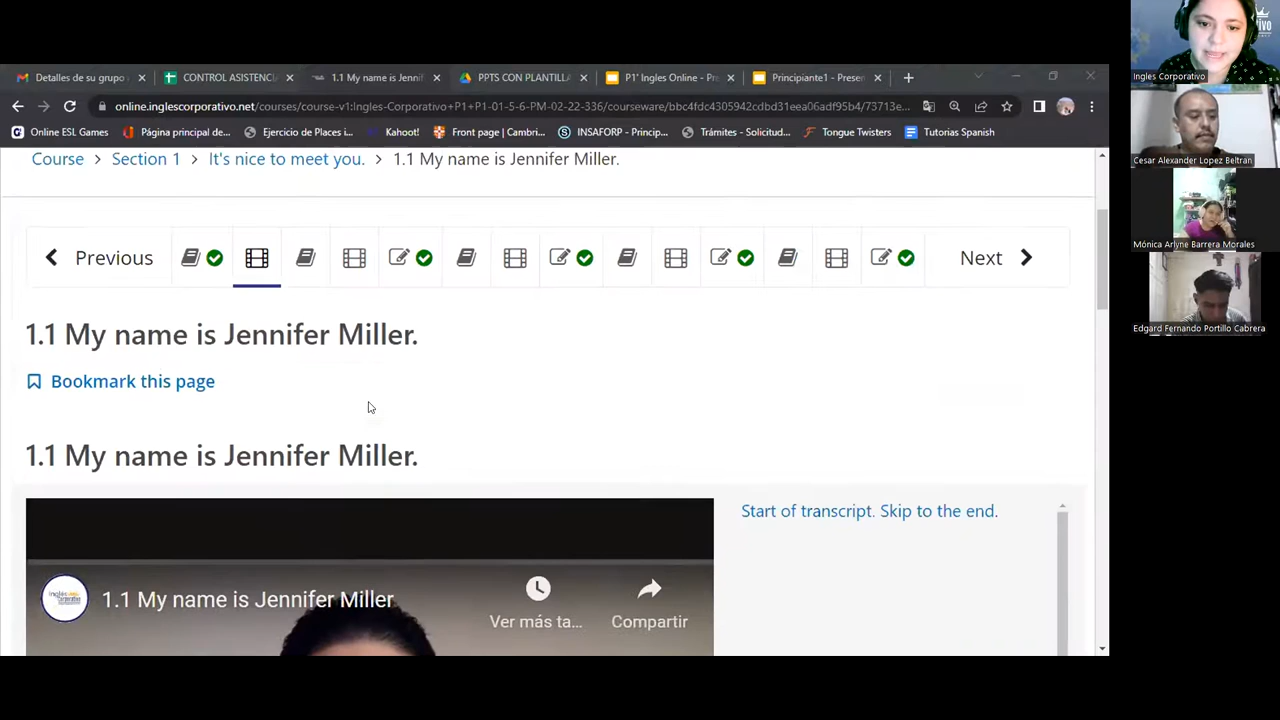 Detalles de su grupo
CONTROL ASISTENCI
1.1 My name is Jennif
PPTS CON PLANTILLA
P1' Ingles Online - Pre
Principiante1 - Presen
online.inglescorporativo.net/courses/course-v1:Ingles-Corporativo+P1+P1-01-5-6-PM-02-22-336/courseware/bbc4fdc4305942cdbd31eea06adf95b4/73713e...
Online ESL Games
Página principal de...
Ejercicio de Places i...
Kahoot!
Front page | Cambri...
INSAFORP - Princip...
Trámites - Solicitud...
Tongue Twisters
Tutorias Spanish
Course > Section 1 > It's nice to meet you. > 1.1 My name is Jennifer Miller.
Previous
Next
1.1 My name is Jennifer Miller.
Bookmark this page
1.1 My name is Jennifer Miller.
Start of transcript. Skip to the end.
1.1 My name is Jennifer Miller
Ver más ta...
Compartir
Ingles Corporativo
Cesar Alexander Lopez Beltran
Mónica Arlyne Barrera Morales
Edgard Fernando Portillo Cabrera